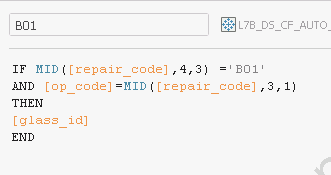 B01
L7B_DS_CF_AUTO_
IF MID([repair_code],4,3) ='B01'
AND [op_code]=MID([repair_code],3,1)
THEN
[glass_id]
END